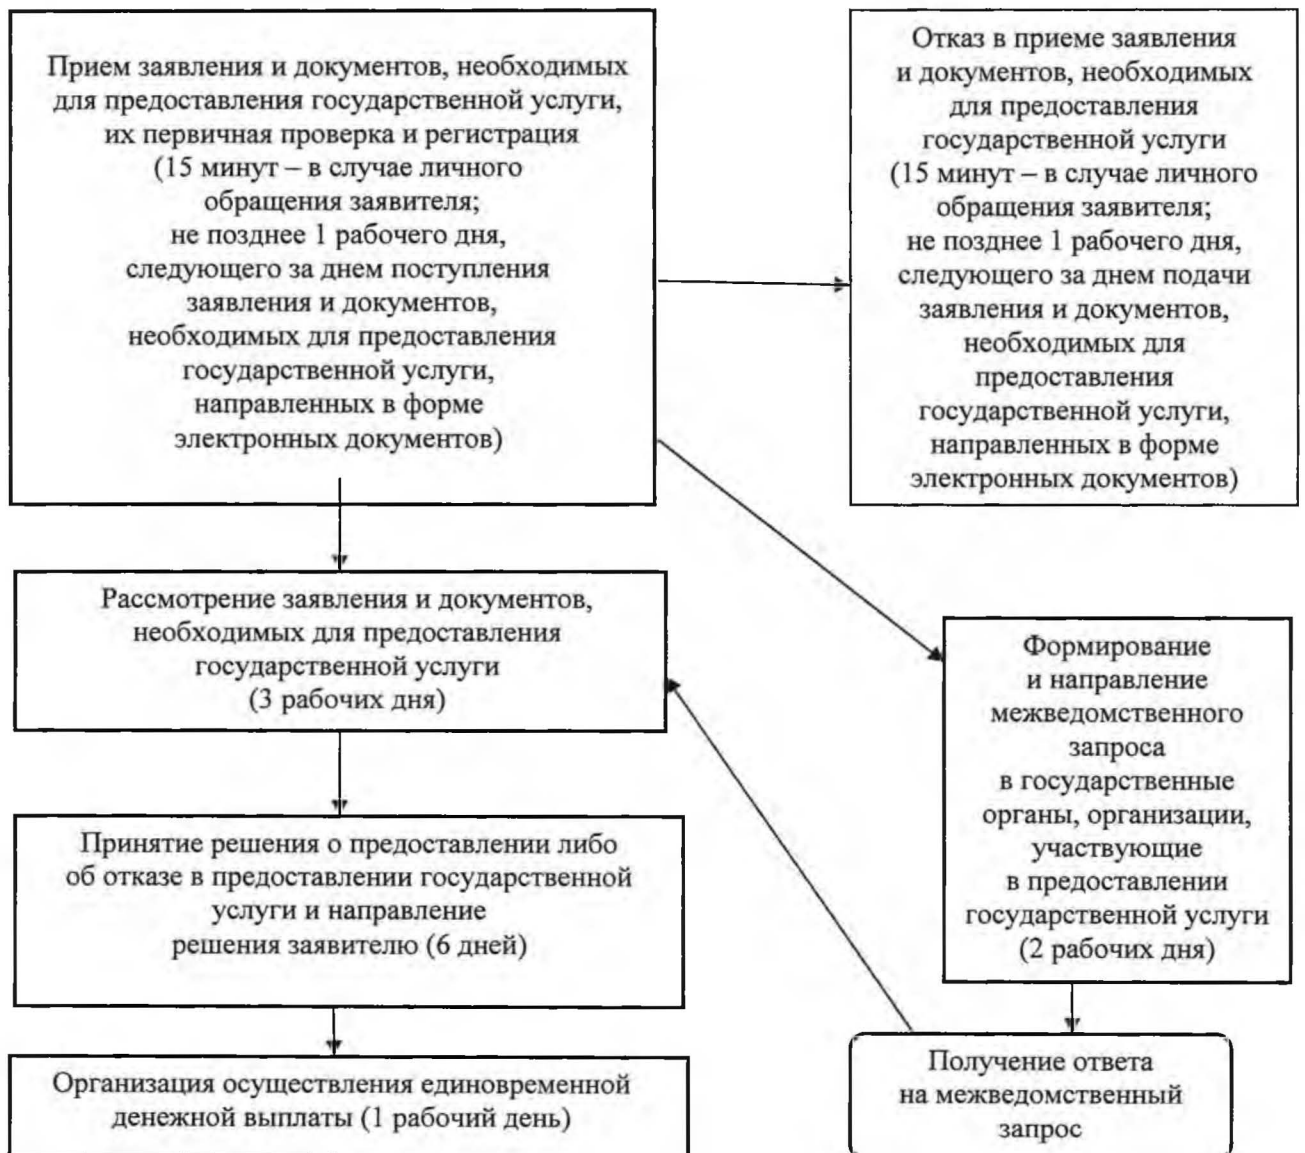 Прием заявления и документов, необходимых
для предоставления государственной услуги,
их первичная проверка и регистрация
(15 минут – в случае личного
обращения заявителя;
не позднее 1 рабочего дня,
следующего за днем поступления
заявления и документов,
необходимых для предоставления
государственной услуги,
направленных в форме
электронных документов)
Отказ в приеме заявления
и документов, необходимых
для предоставления
государственной услуги
(15 минут – в случае личного
обращения заявителя;
не позднее 1 рабочего дня,
следующего за днем подачи
заявления и документов,
необходимых для
предоставления
государственной услуги,
направленных в форме
электронных документов)
Рассмотрение заявления и документов,
необходимых для предоставления
государственной услуги
(3 рабочих дня)
Формирование
и направление
межведомственного
запроса
в государственные
органы, организации,
участвующие
в предоставлении
государственной услуги
(2 рабочих дня)
Принятие решения о предоставлении либо
об отказе в предоставлении государственной
услуги и направление
решения заявителю (6 дней)
Организация осуществления единовременной
денежной выплаты (1 рабочий день)
Получение ответа
на межведомственный
запрос